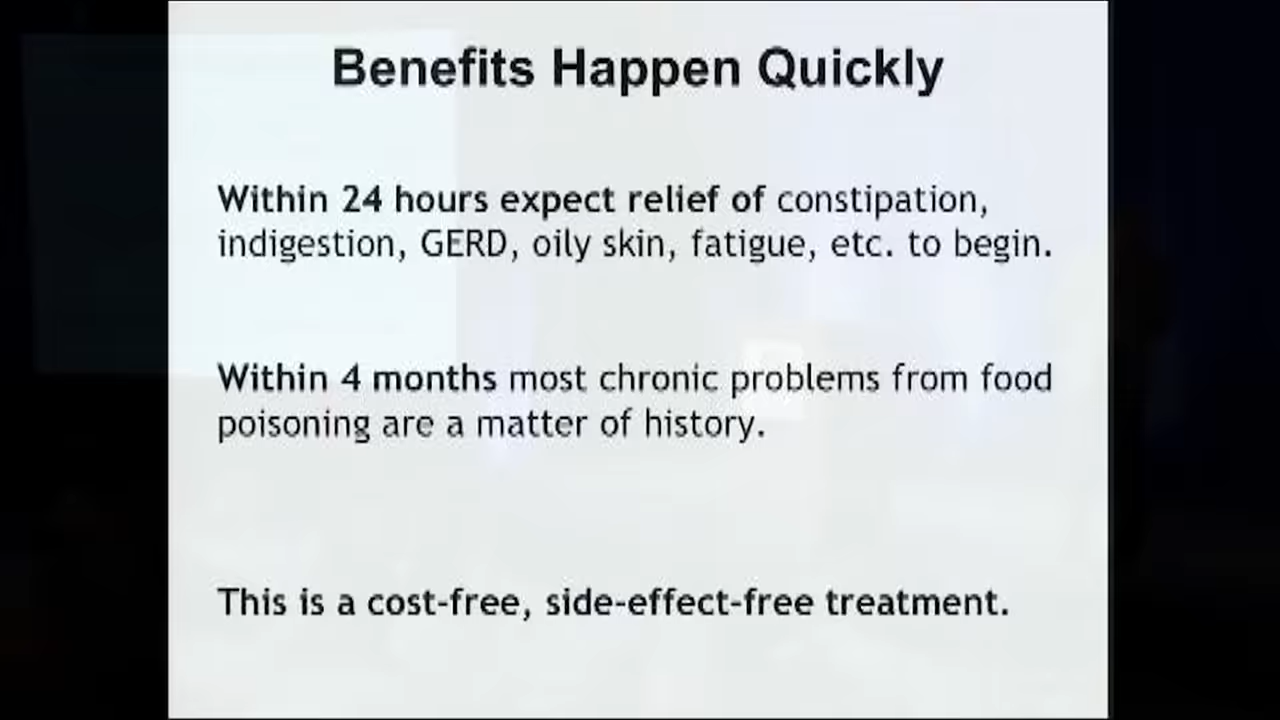 Benefits Happen Quickly
Within 24 hours expect relief of constipation,
indigestion, GERD, oily skin, fatigue, etc. to begin.
Within 4 months most chronic problems from food
poisoning are a matter of history.
This is a cost-free, side-effect-free treatment.